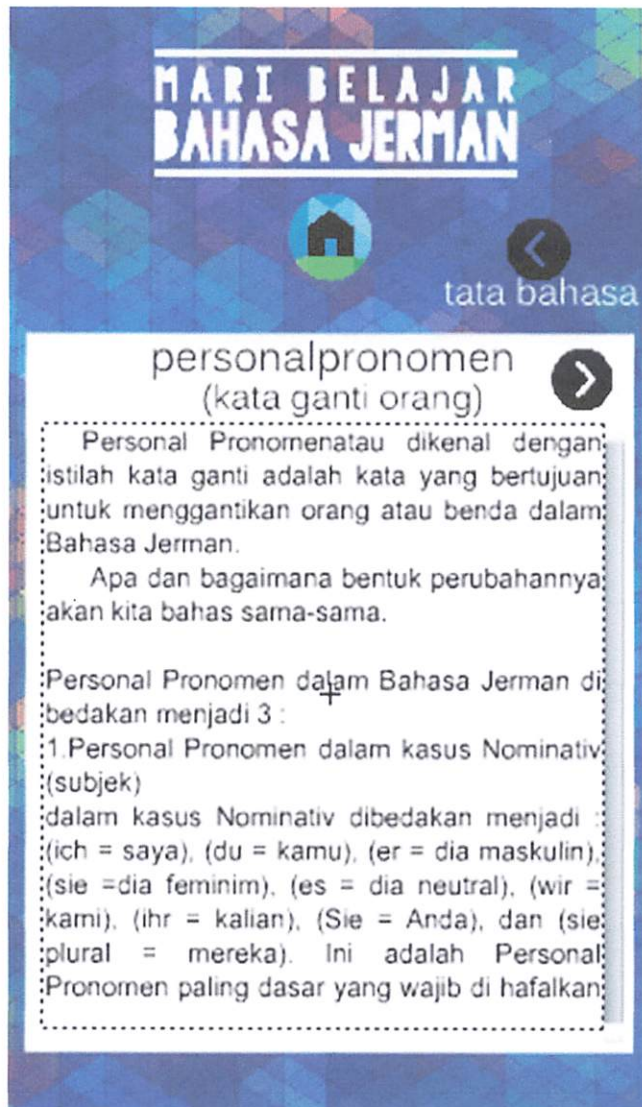 MARI BELAJAR
BAHASA JERMAN
tata bahasa
personalpronomen
(kata ganti orang)
Personal Pronomenatau dikenal dengan
istilah kata ganti adalah kata yang bertujuan
untuk menggantikan orang atau benda dalam
Bahasa Jerman.
Apa dan bagaimana bentuk perubahannya
akan kita bahas sama-sama.
Personal Pronomen dalam Bahasa Jerman di
bedakan menjadi 3 :
1.Personal Pronomen dalam kasus Nominativ
(subjek)
dalam kasus Nominativ dibedakan menjadi :
(ich = saya), (du = kamu), (er = dia maskulin),
(sie =dia feminim), (es = dia neutral), (wir =
kami), (ihr = kalian), (Sie = Anda), dan (sie
plural = mereka). Ini adalah Personal
Pronomen paling dasar yang wajib di hafalkan